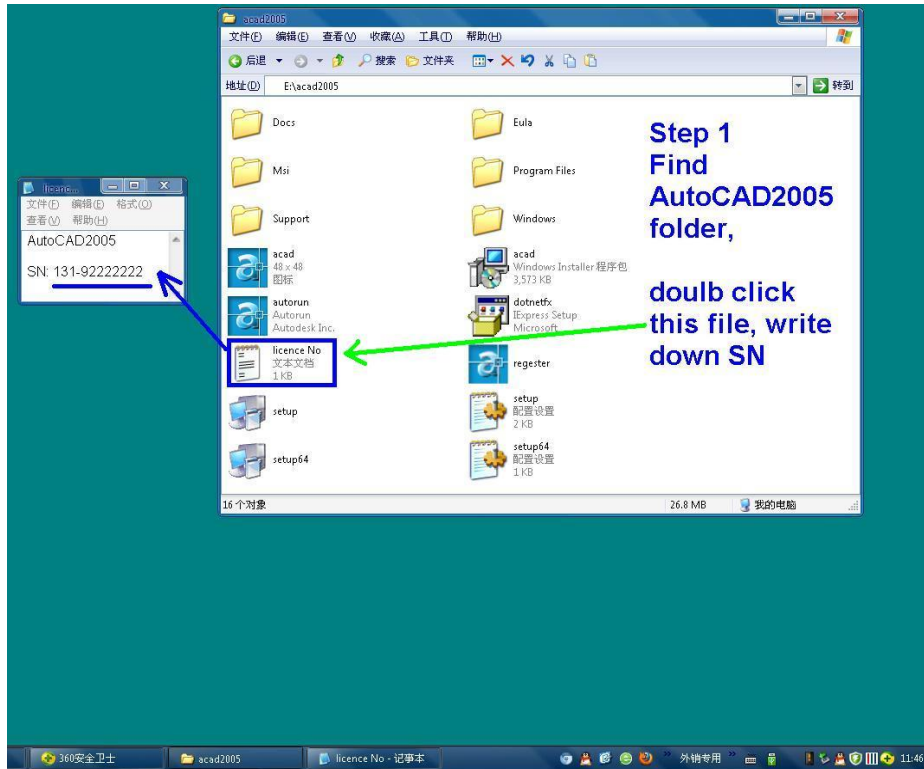 acad2005
文件(F) 编辑(E) 查看(V) 收藏(A) 工具(T) 帮助(H)
后退 搜索 文件夹
地址(D) E:\acad2005 转到
Docs
Eula
Msi
Program Files
Support
Windows
acad
48 x 48
图标
acad
Windows Installer 程序包
3,573 KB
autorun
Autorun
Autodesk Inc.
dotnetfx
IExpress Setup
Microsoft
licence No
文本文档
1 KB
regester
setup
setup
配置设置
2 KB
setup64
setup64
配置设置
1 KB
16 个对象 26.8 MB 我的电脑
Step 1
Find
AutoCAD2005
folder,
doulb click
this file, write
down SN
licenc...
文件(F) 编辑(E) 格式(O)
查看(V) 帮助(H)
AutoCAD2005
SN: 131-92222222
360安全卫士 acad2005 licence No - 记事本 外销专用 11:46